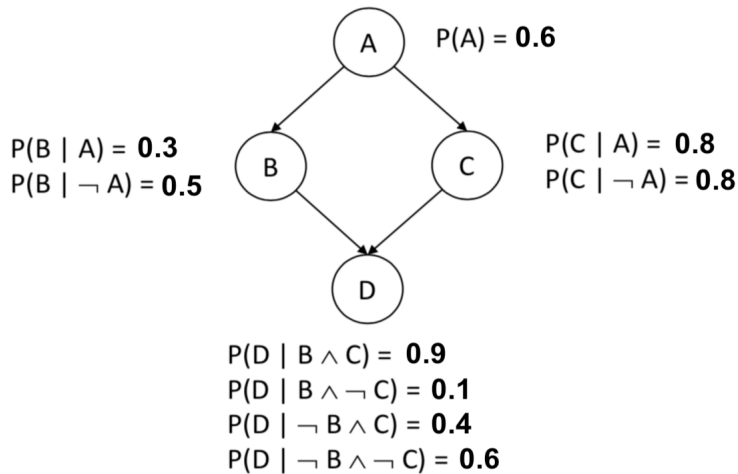 A
P(A) = 0.6
P(B | A) = 0.3
P(B | ¬ A) = 0.5
B
C
P(C | A) = 0.8
P(C | ¬ A) = 0.8
D
P(D | B ∧ C) = 0.9
P(D | B ∧ ¬ C) = 0.1
P(D | ¬ B ∧ C) = 0.4
P(D | ¬ B ∧ ¬ C) = 0.6